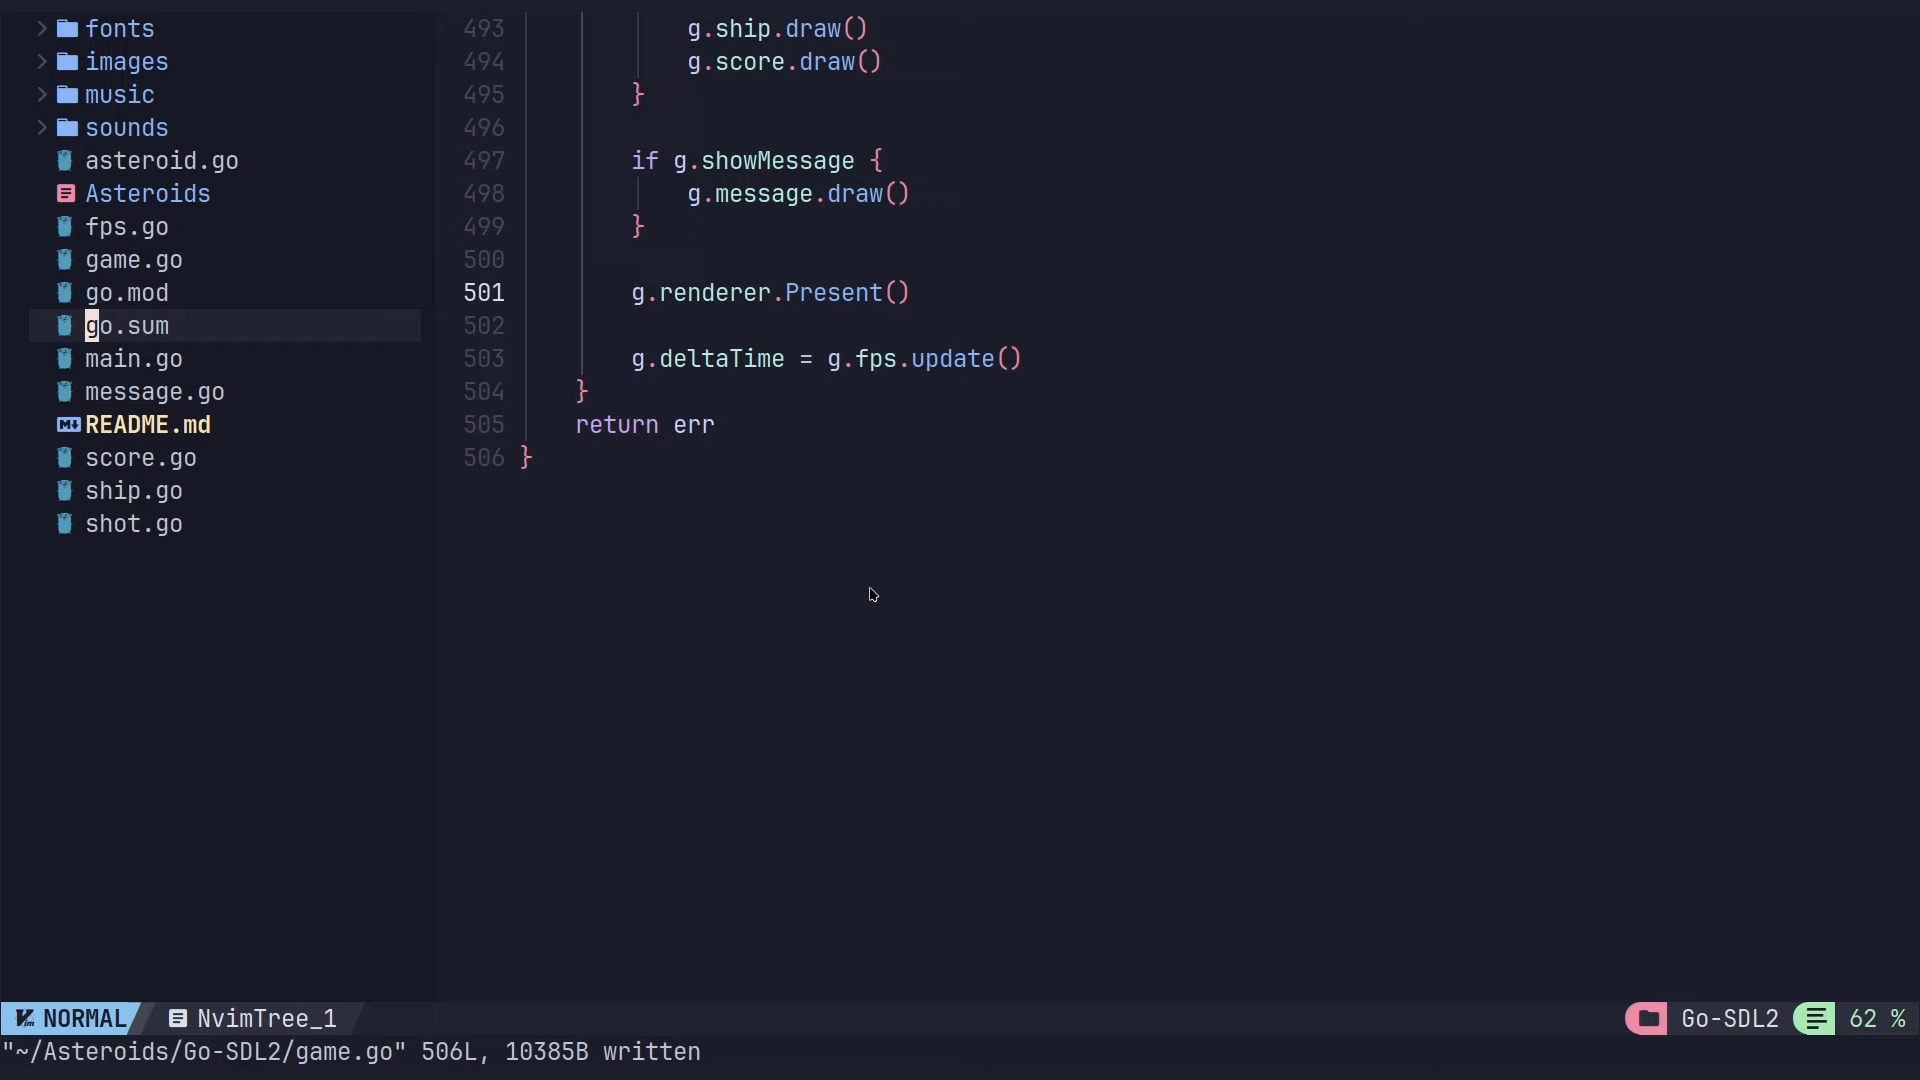 fonts
images
music
sounds
asteroid.go
Asteroids
fps.go
game.go
go.mod
go.sum
main.go
message.go
README.md
score.go
ship.go
shot.go
493 g.ship.draw()
494 g.score.draw()
495 }
496
497 if g.showMessage {
498 g.message.draw()
499 }
500
501 g.renderer.Present()
502
503 g.deltaTime = g.fps.update()
504 }
505 return err
506 }
NORMAL NvimTree_1 Go-SDL2 62 %
"~/Asteroids/Go-SDL2/game.go" 506L, 10385B written